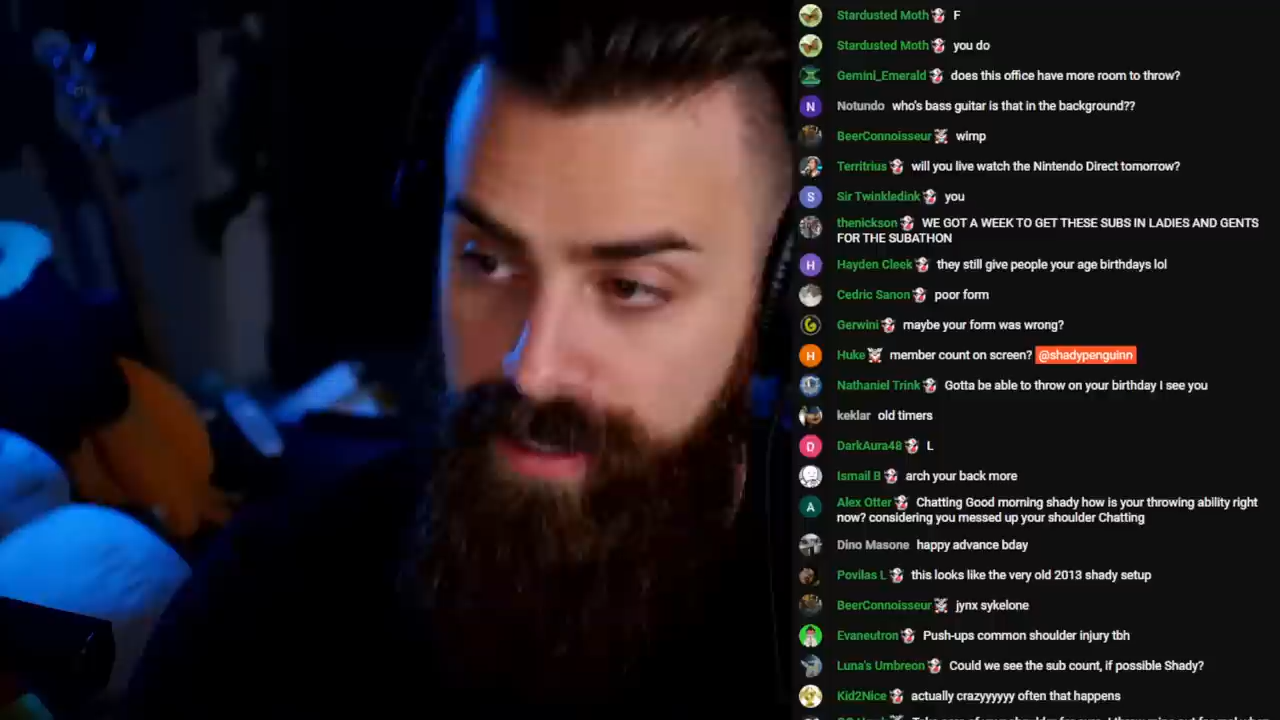 Stardusted Moth F
Stardusted Moth you do
Gemini_Emerald does this office have more room to throw?
N Notundo who's bass guitar is that in the background??
BeerConnoisseur wimp
Territrius will you live watch the Nintendo Direct tomorrow?
S Sir Twinkledink you
thenickson WE GOT A WEEK TO GET THESE SUBS IN LADIES AND GENTS
FOR THE SUBATHON
H Hayden Cleek they still give people your age birthdays lol
Cedric Sanon poor form
Gerwini maybe your form was wrong?
H Huke member count on screen? @shadypenguinn
Nathaniel Trink Gotta be able to throw on your birthday I see you
keklar old timers
D DarkAura48 L
Ismail B arch your back more
A Alex Otter Chatting Good morning shady how is your throwing ability right
now? considering you messed up your shoulder Chatting
Dino Masone happy advance bday
Povilas L this looks like the very old 2013 shady setup
BeerConnoisseur jynx sykelone
Evaneutron Push-ups common shoulder injury tbh
Luna's Umbreon Could we see the sub count, if possible Shady?
Kid2Nice actually crazyyyyyy often that happens